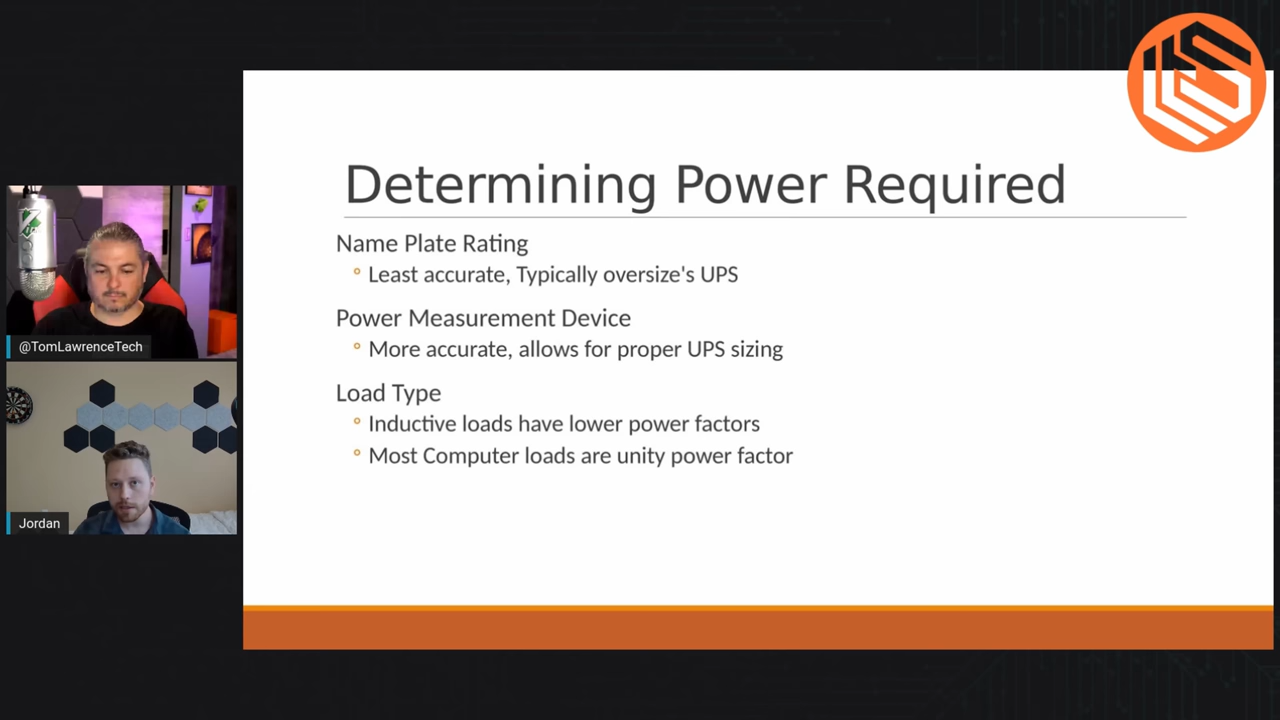 Determining Power Required
Name Plate Rating
° Least accurate, Typically oversize's UPS
Power Measurement Device
° More accurate, allows for proper UPS sizing
Load Type
° Inductive loads have lower power factors
° Most Computer loads are unity power factor
@TomLawrenceTech
Jordan